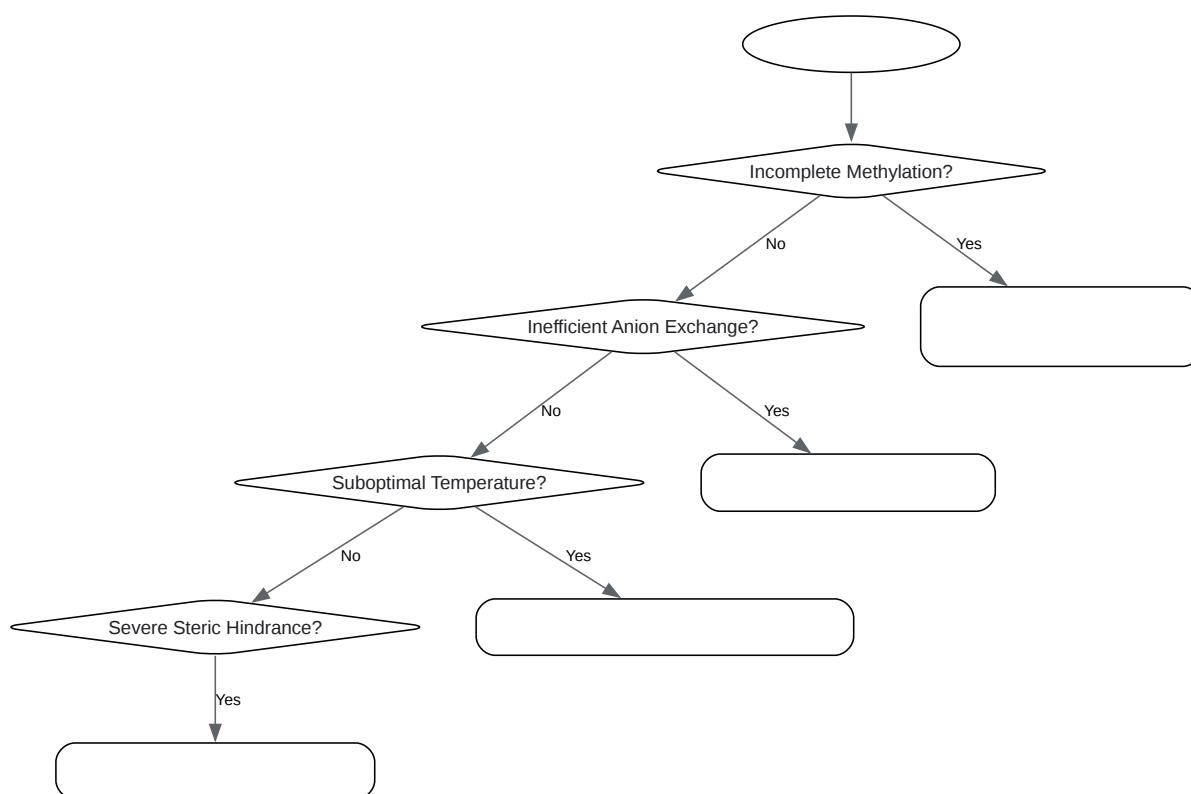 Incomplete Methylation?
No
Yes
Inefficient Anion Exchange?
No
Yes
Suboptimal Temperature?
No
Yes
Severe Steric Hindrance?
Yes